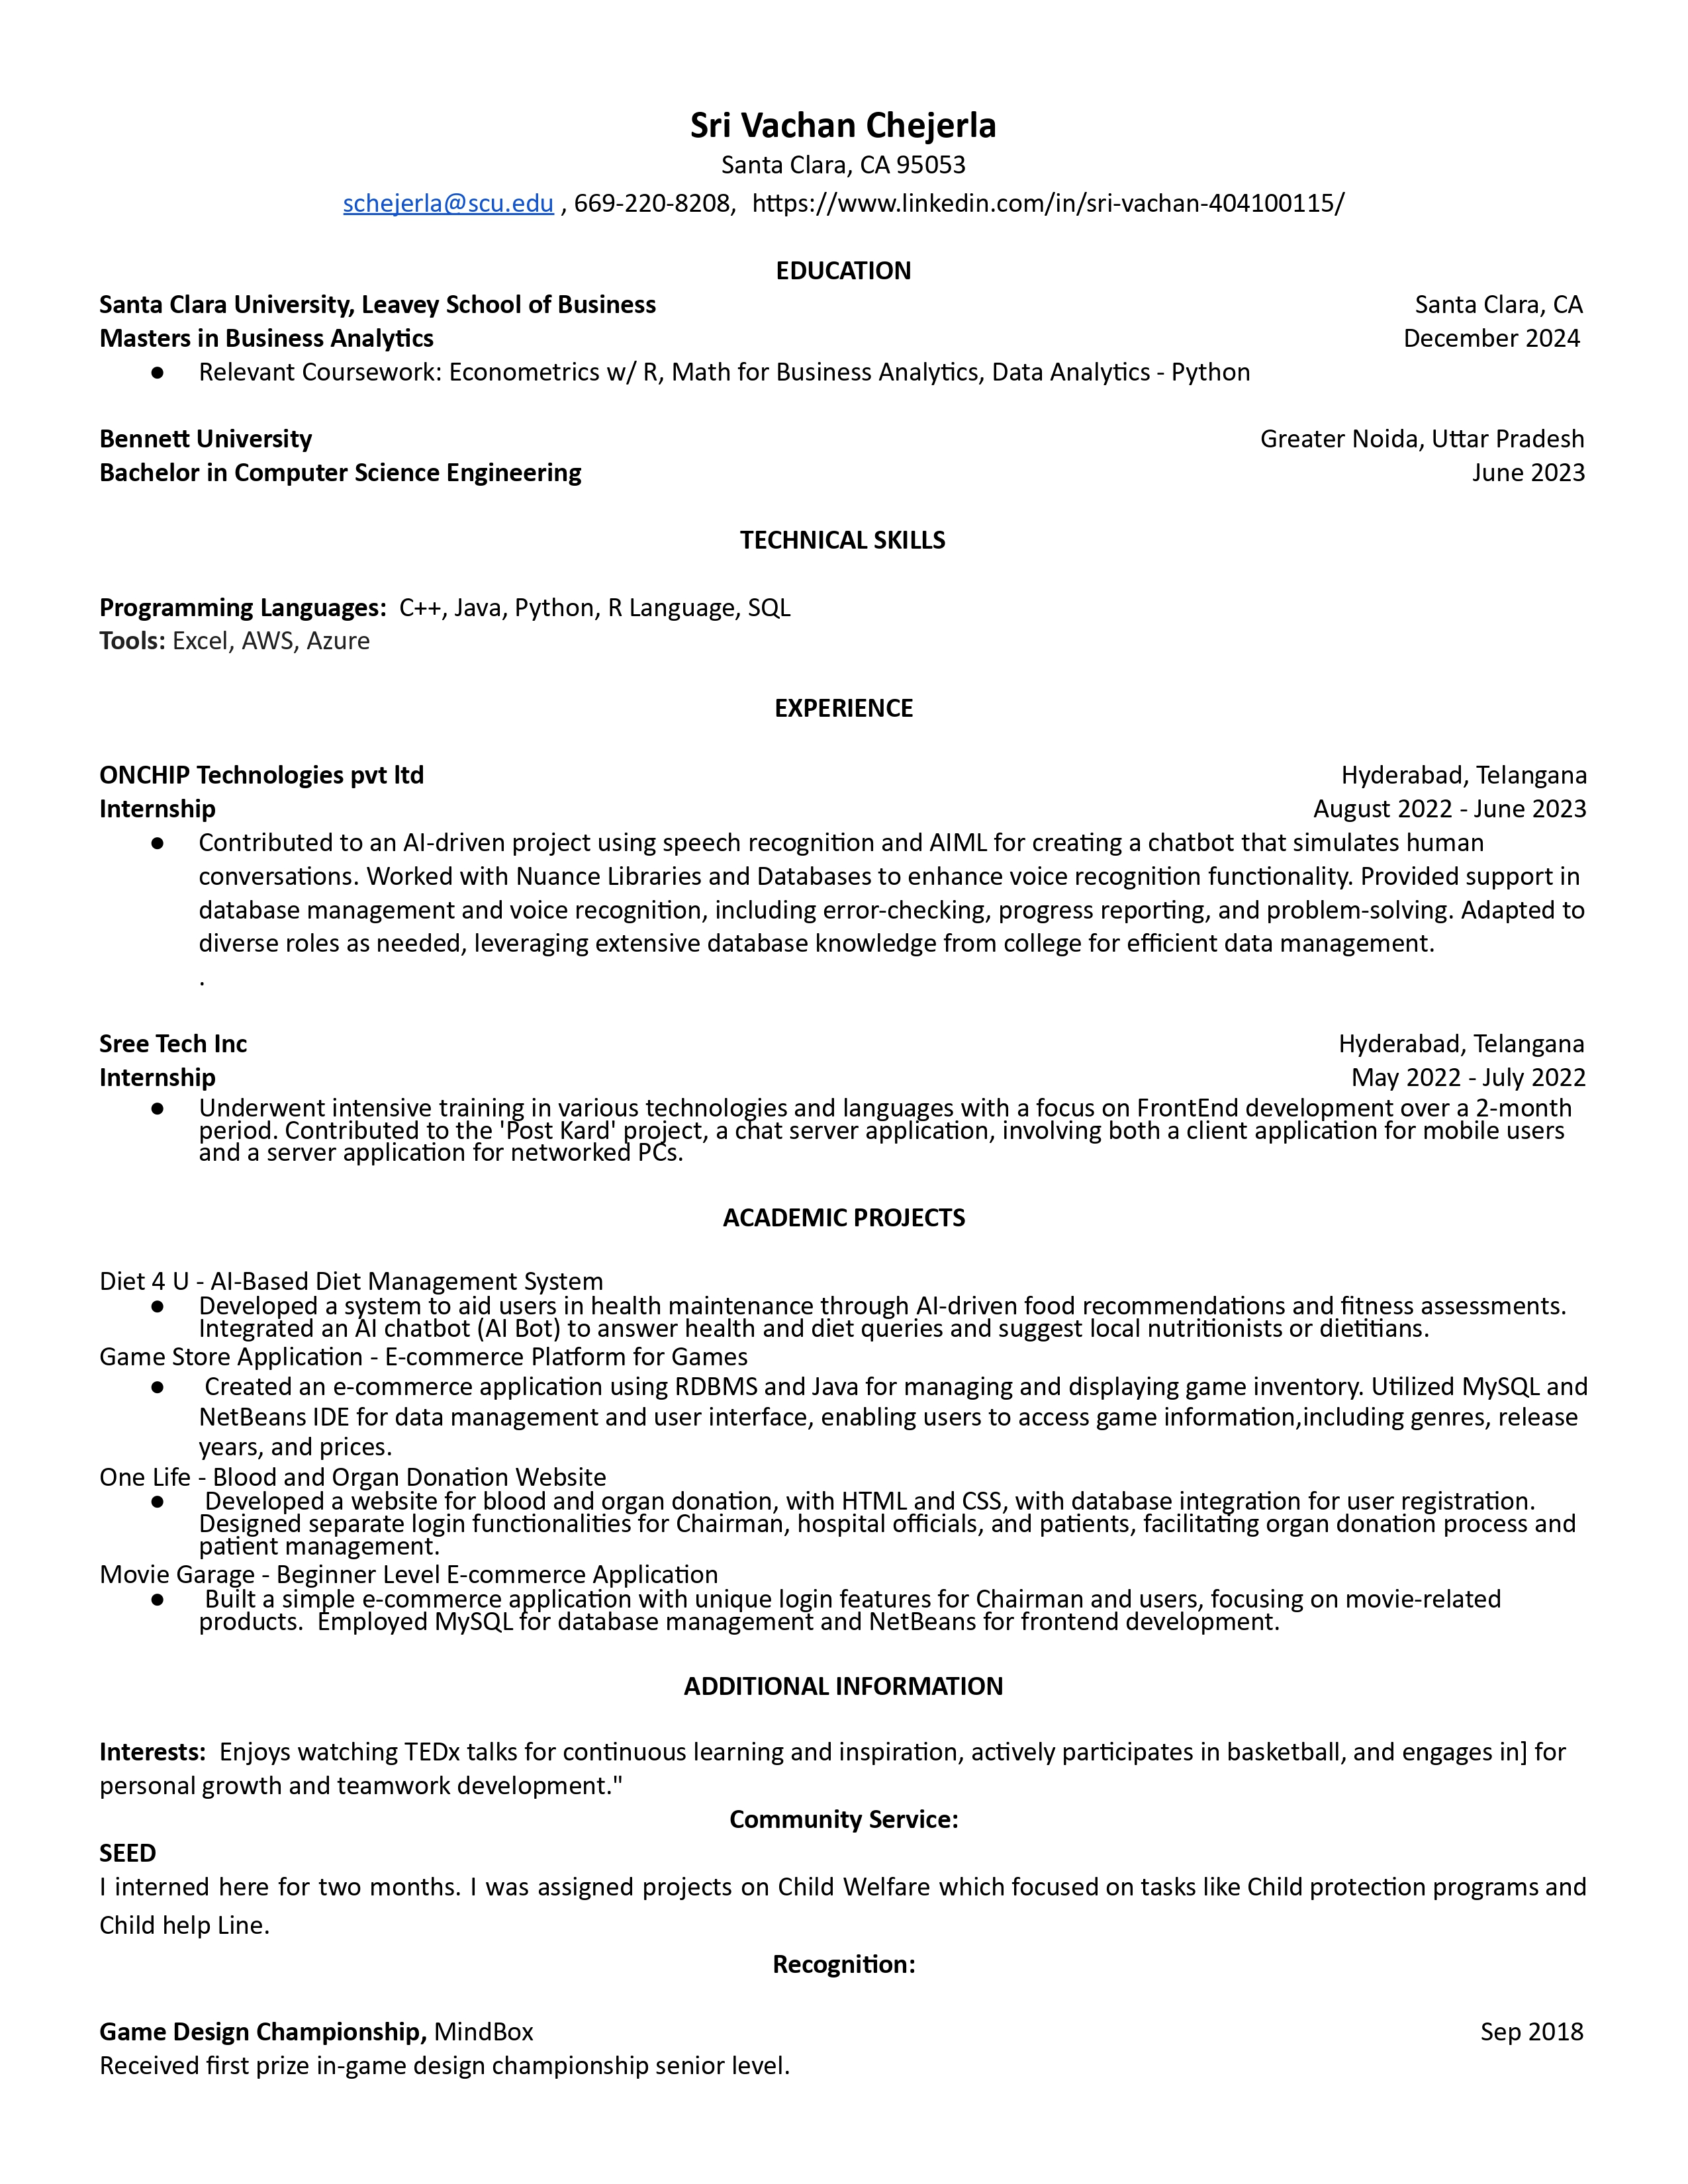 Sri Vachan Chejerla
Santa Clara, CA 95053
schejerla@scu.edu , 669-220-8208,  https://www.linkedin.com/in/sri-vachan-404100115/
EDUCATION
Santa Clara University, Leavey School of Business Santa Clara, CA
Masters in Business Analytics December 2024
● Relevant Coursework: Econometrics w/ R, Math for Business Analytics, Data Analytics - Python
Bennett University Greater Noida, Uttar Pradesh
Bachelor in Computer Science Engineering June 2023
TECHNICAL SKILLS
Programming Languages:  C++, Java, Python, R Language, SQL
Tools: Excel, AWS, Azure
EXPERIENCE
ONCHIP Technologies pvt ltd Hyderabad, Telangana
Internship August 2022 - June 2023
● Contributed to an AI-driven project using speech recognition and AIML for creating a chatbot that simulates human
conversations. Worked with Nuance Libraries and Databases to enhance voice recognition functionality. Provided support in
database management and voice recognition, including error-checking, progress reporting, and problem-solving. Adapted to
diverse roles as needed, leveraging extensive database knowledge from college for efficient data management.
.
Sree Tech Inc Hyderabad, Telangana
Internship May 2022 - July 2022
● Underwent intensive training in various technologies and languages with a focus on FrontEnd development over a 2-month
period. Contributed to the 'Post Kard' project, a chat server application, involving both a client application for mobile users
and a server application for networked PCs.
ACADEMIC PROJECTS
Diet 4 U - AI-Based Diet Management System
● Developed a system to aid users in health maintenance through AI-driven food recommendations and fitness assessments.
Integrated an AI chatbot (AI Bot) to answer health and diet queries and suggest local nutritionists or dietitians.
Game Store Application - E-commerce Platform for Games
● Created an e-commerce application using RDBMS and Java for managing and displaying game inventory. Utilized MySQL and
NetBeans IDE for data management and user interface, enabling users to access game information,including genres, release
years, and prices.
One Life - Blood and Organ Donation Website
● Developed a website for blood and organ donation, with HTML and CSS, with database integration for user registration.
Designed separate login functionalities for Chairman, hospital officials, and patients, facilitating organ donation process and
patient management.
Movie Garage - Beginner Level E-commerce Application
● Built a simple e-commerce application with unique login features for Chairman and users, focusing on movie-related
products.  Employed MySQL for database management and NetBeans for frontend development.
ADDITIONAL INFORMATION
Interests:  Enjoys watching TEDx talks for continuous learning and inspiration, actively participates in basketball, and engages in] for
personal growth and teamwork development."
Community Service:
SEED
I interned here for two months. I was assigned projects on Child Welfare which focused on tasks like Child protection programs and
Child help Line.
Recognition:
Game Design Championship, MindBox Sep 2018
Received first prize in-game design championship senior level.